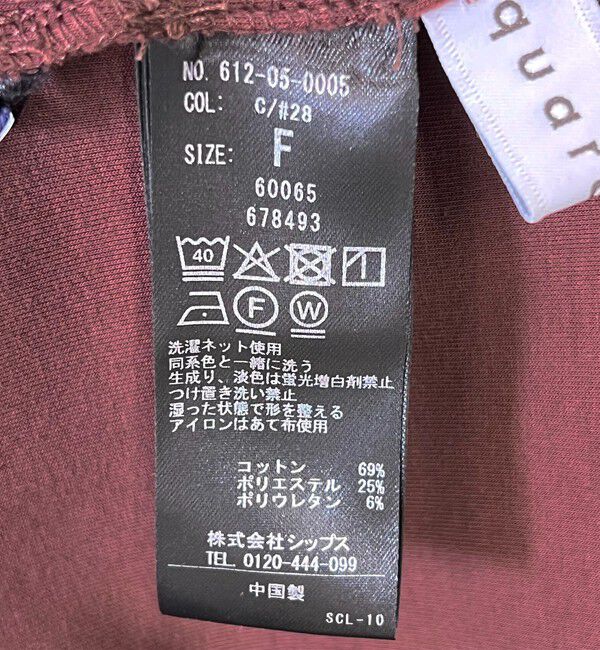 NO. 612-05-0005
COL: C/#28
SIZE: F
60065
678493
40
F
W
洗濯ネット使用
同系色と一緒に洗う
生成り、淡色は蛍光増白剤禁止
つけ置き洗い禁止
湿った状態で形を整える
アイロンはあて布使用
コットン 69%
ポリエステル 25%
ポリウレタン 6%
株式会社シップス
TEL. 0120-444-099
中国製
SCL-10
quar